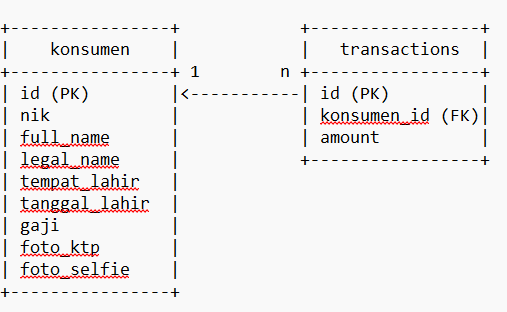 +----------------+            +-----------------+
|    konsumen    |            |   transactions  |
+----------------+ 1        n +-----------------+
| id (PK)        |<-----------| id (PK)         |
| nik            |            | konsumen_id (FK)|
| full_name      |            | amount          |
| legal_name     |            +-----------------+
| tempat_lahir   |
| tanggal_lahir  |
| gaji           |
| foto_ktp       |
| foto_selfie    |
+----------------+